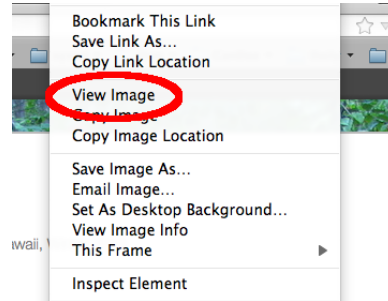 Bookmark This Link
Save Link As...
Copy Link Location
View Image
Copy Image
Copy Image Location
Save Image As...
Email Image...
Set As Desktop Background...
View Image Info
This Frame
Inspect Element